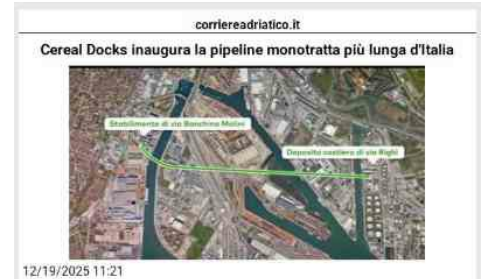 corriereadriatico.it
Cereal Docks inaugura la pipeline monotratta più lunga d'Italia
Stabilimento di via Banchina Molini
Deposito costiero di via Righi
12/19/2025 11:21